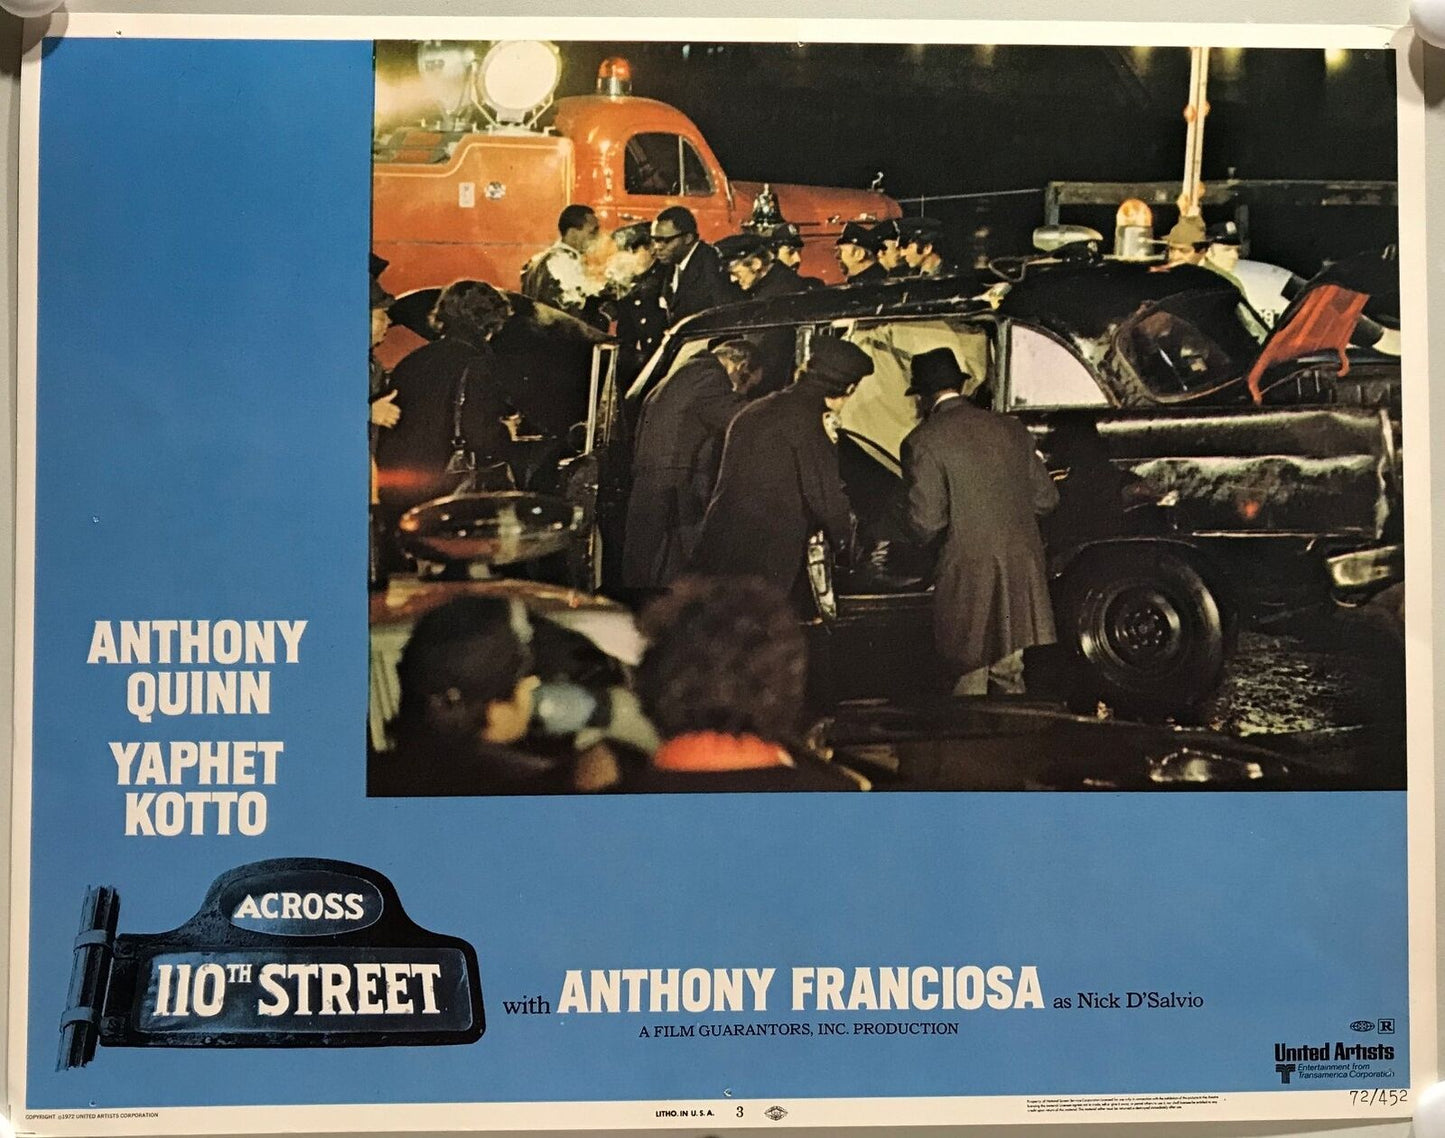 ANTHONY
QUINN
YAPHET
KOTTO
ACROSS
110TH STREET
with ANTHONY FRANCIOSA as Nick D'Salvio
A FILM GUARANTORS, INC. PRODUCTION
R
United Artists
Entertainment from
Transamerica Corporation
COPYRIGHT ©1972 UNITED ARTISTS CORPORATION
LITHO. IN U.S.A. 3
72/452